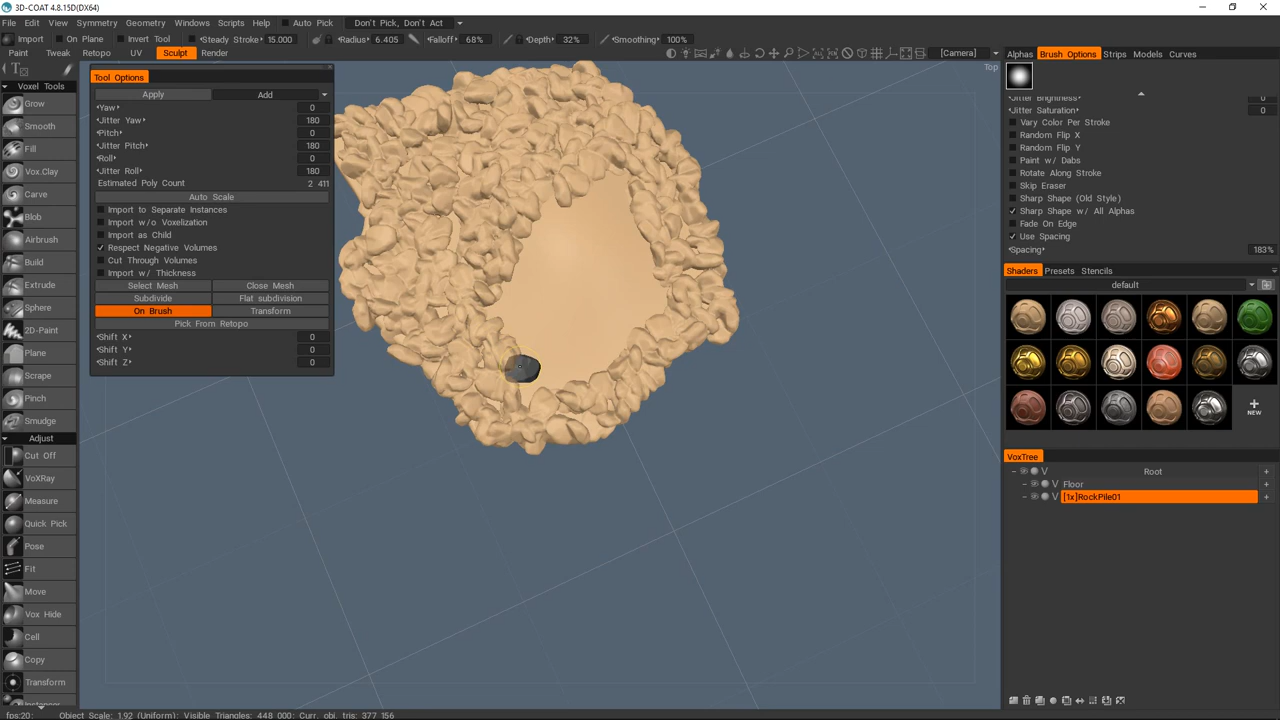 3D-COAT 4.8.15D(DX64)
File Edit View Symmetry Geometry Windows Scripts Help Auto Pick Don't Pick, Don't Act
Import Invert Tool Steady Stroke 15.000 Radius 6.405 Falloff 68% Depth 32% Smoothing 100%
Paint Tweak Retopo UV Sculpt Render
[Camera]
Top
Voxel Tools
Grow
Smooth
Fill
Vox.Clay
Carve
Blob
Airbrush
Build
Extrude
Sphere
2D-Paint
Plane
Scrape
Pinch
Smudge
Adjust
Cut Off
VoXRay
Measure
Quick Pick
Pose
Fit
Move
Vox Hide
Cell
Copy
Transform
Tool Options
Apply Add
Yaw 0
Jitter Yaw 180
Pitch 0
Jitter Pitch 180
Roll 0
Jitter Roll 180
Estimated Poly Count 2 411
Auto Scale
Import to Separate Instances
Import w/o Voxelization
Import as Child
Respect Negative Volumes
Cut Through Volumes
Import w/ Thickness
Select Mesh Close Mesh
Subdivide Flat subdivision
On Brush Transform
Pick From Retopo
Shift X 0
Shift Y 0
Shift Z 0
Alphas Brush Options Strips Models Curves
Jitter Brightness 0
Jitter Saturation 0
Vary Color Per Stroke
Random Flip X
Random Flip Y
Paint w/ Dabs
Rotate Along Stroke
Skip Eraser
Sharp Shape (Old Style)
Sharp Shape w/ All Alphas
Fade On Edge
Use Spacing
Spacing 183%
Shaders Presets Stencils
default
NEW
VoxTree
V Root +
V Floor +
V [1x]RockPile01 +
fps:20; Object Scale: 1.92 (Uniform); Visible Triangles: 448 000; Curr. obj. tris: 377 156